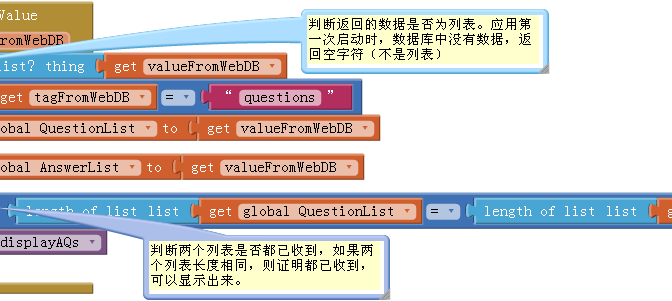 Value
romWebDB
判断返回的数据是否为列表。应用第
一次启动时，数据库中没有数据，返
回空字符（不是列表）
ist? thing get valueFromWebDB
get tagFromWebDB = “ questions ”
obal QuestionList to get valueFromWebDB
obal AnswerList to get valueFromWebDB
length of list list get global QuestionList = length of list list g
displayAQs
判断两个列表是否都已收到，如果两
个列表长度相同，则证明都已收到，
可以显示出来。